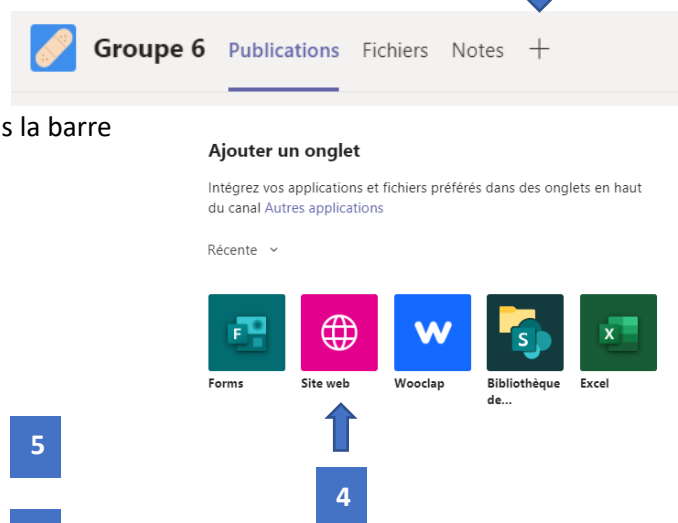 Groupe 6 Publications Fichiers Notes +
s la barre
Ajouter un onglet
Intégrez vos applications et fichiers préférés dans des onglets en haut
du canal Autres applications
Récente
F S X
Forms Site web Wooclap Bibliothèque Excel
de...
5
4